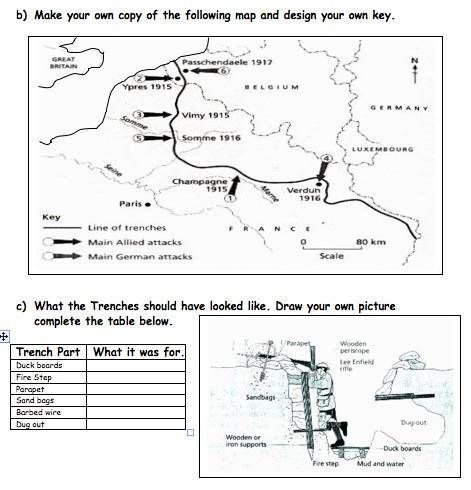 b) Make your own copy of the following map and design your own key.
GREAT
BRITAIN
Passchendaele 1917
6
N
2
Ypres 1915
BELGIUM
GERMANY
3
Vimy 1915
Somme
5
Somme 1916
LUXEMBOURG
4
Seine
Champagne
1915
Marne
Verdun
1916
1
Paris
Key
FRANCE
Line of trenches
0 80 km
Main Allied attacks
Main German attacks
Scale
c) What the Trenches should have looked like. Draw your own picture
complete the table below.
Trench Part What it was for.
Duck boards
Fire Step
Parapet
Sand bags
Barbed wire
Dug out
Parapet
Wooden
periscope
Lee Enfield
rifle
Sandbags
Dug-out
Wooden or
iron supports
Duck boards
Fire step
Mud and water